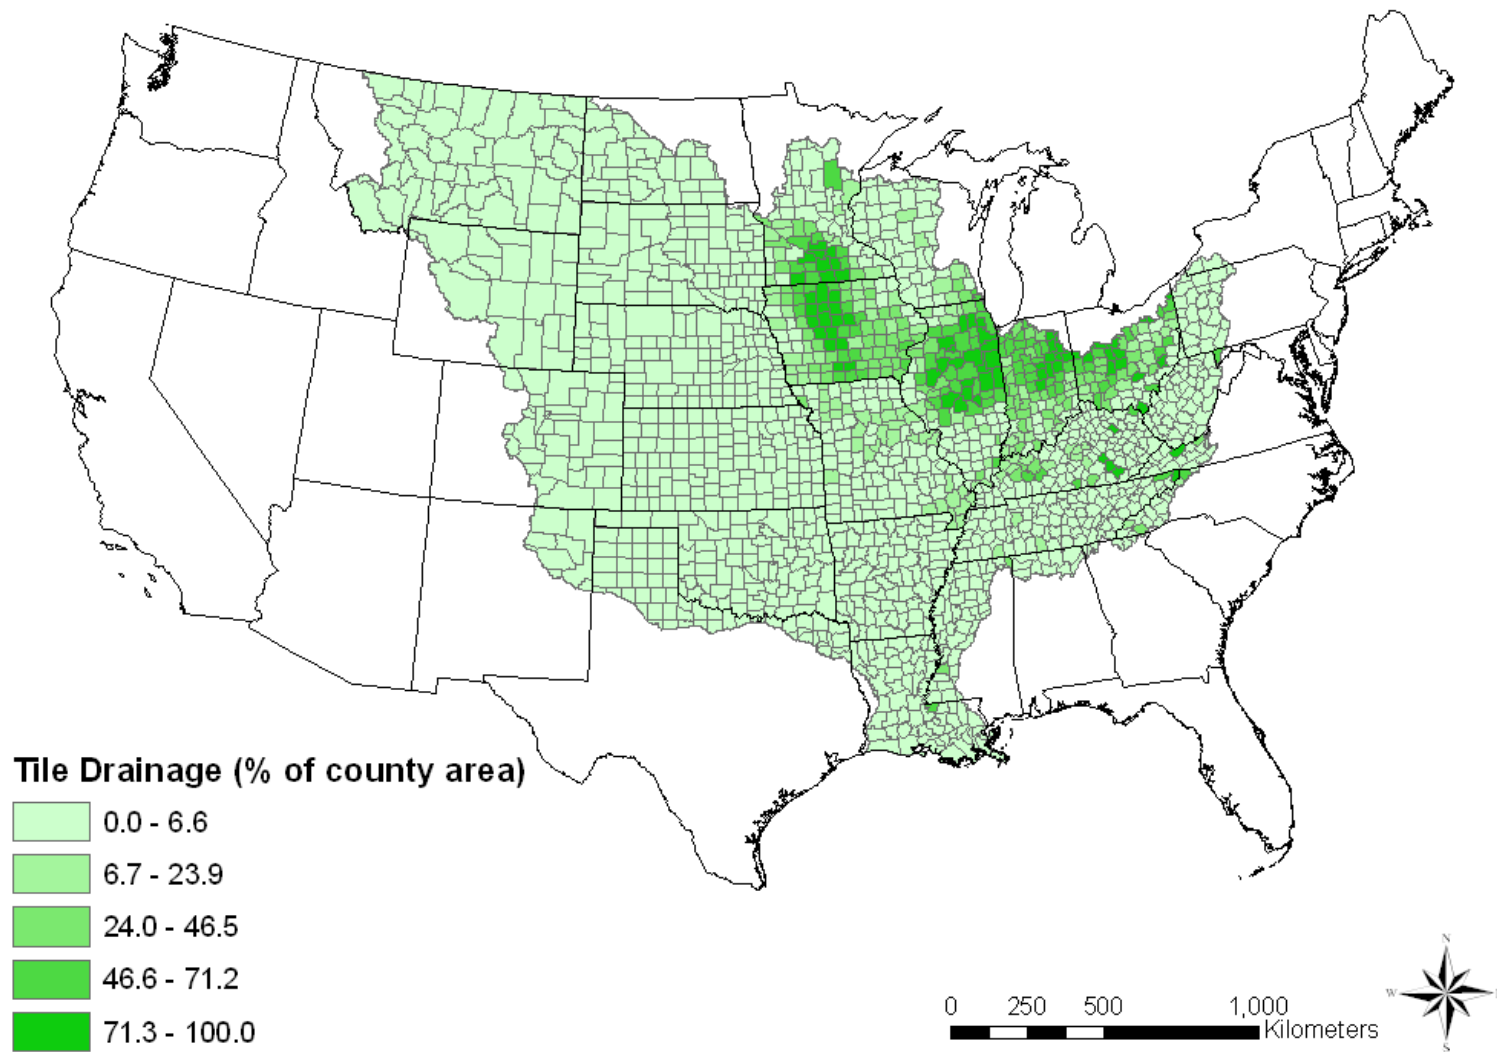 Tile Drainage (% of county area)
0.0 - 6.6
6.7 - 23.9
24.0 - 46.5
46.6 - 71.2
71.3 - 100.0
0 250 500 1,000
Kilometers
N
W
S